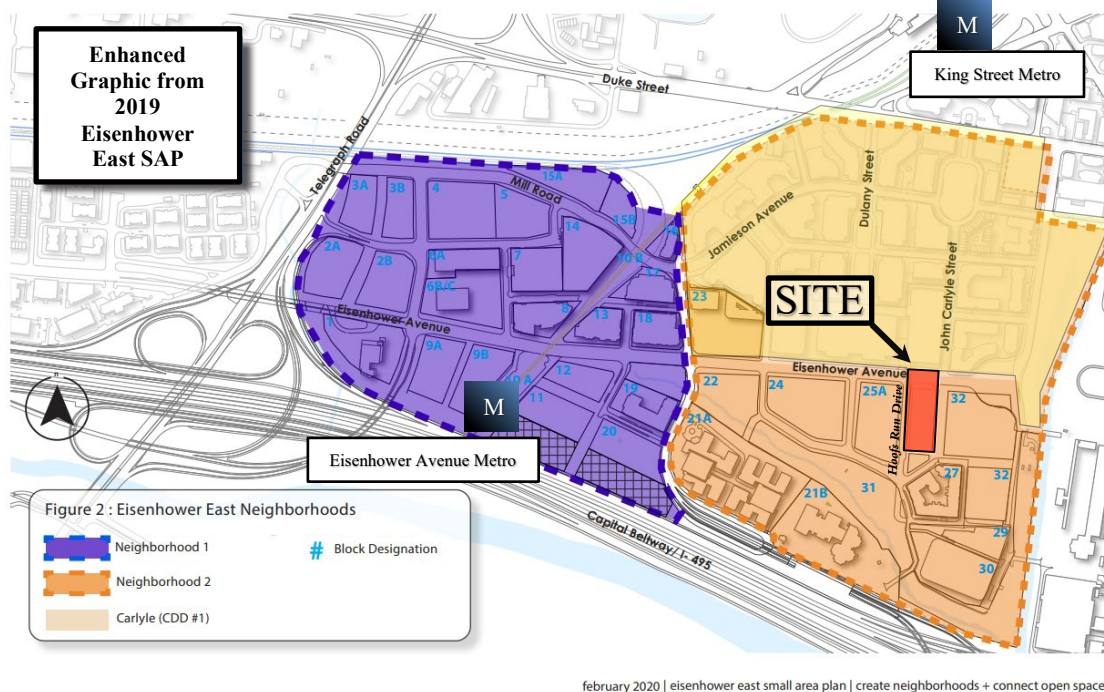 Enhanced
Graphic from
2019
Eisenhower
East SAP
M
King Street Metro
Duke Street
Telegraph Road
15A
Mill Road
3A
3B
4
5
14
15B
Jamieson Avenue
Dulany Street
John Carlyle Street
2A
2B
7
17
6B/C
23
SITE
1
Eisenhower Avenue
8
13
18
9A
9B
12
10 A
11
19
20
M
Eisenhower Avenue Metro
Eisenhower Avenue
22
24
25A
32
21A
Hoofs Run Drive
27
32
21B
31
29
30
Capital Beltway/ I- 495
Figure 2 : Eisenhower East Neighborhoods
Neighborhood 1
# Block Designation
Neighborhood 2
Carlyle (CDD #1)
february 2020 | eisenhower east small area plan | create neighborhoods + connect open space